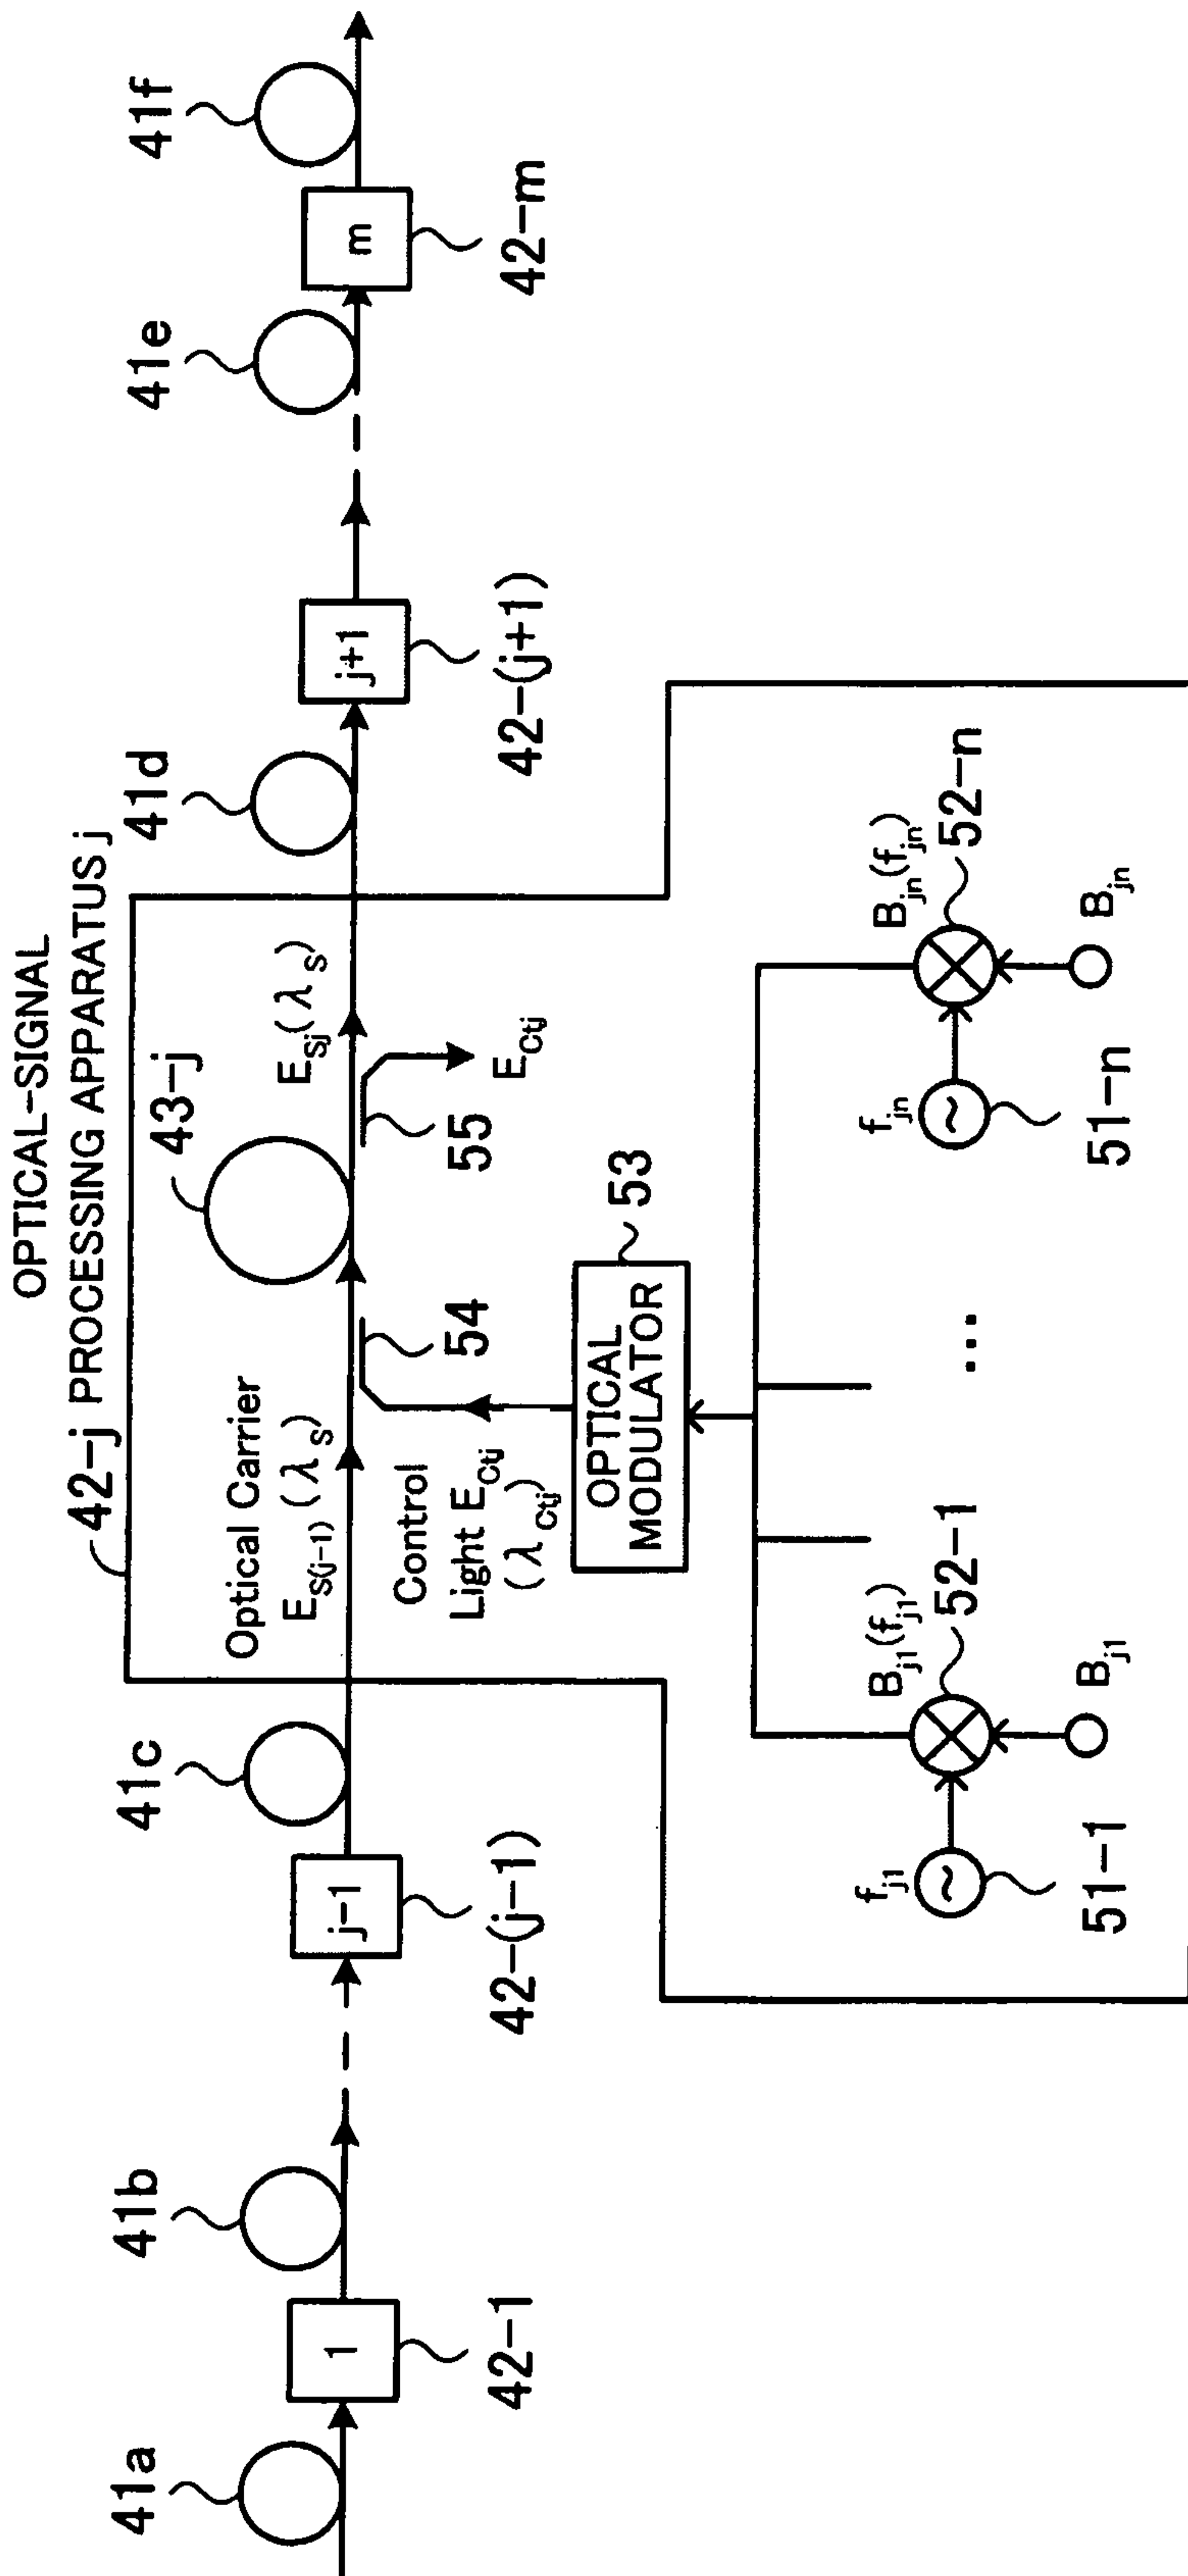 OPTICAL-SIGNAL
PROCESSING APPARATUS j
42-j
41a
41b
41c
43-j
41d
41e
41f
Optical Carrier
E_S(j-1) (λ_S)
E_Sj(λ_S)
1
j-1
j+1
m
42-1
42-(j-1)
42-(j+1)
42-m
54
55
E_Ctj
Control
Light E_Ctj
(λ_Ctj)
OPTICAL
MODULATOR
53
f_j1
~
51-1
B_j1(f_j1)
52-1
B_j1
...
f_jn
~
51-n
B_jn(f_jn)
52-n
B_jn